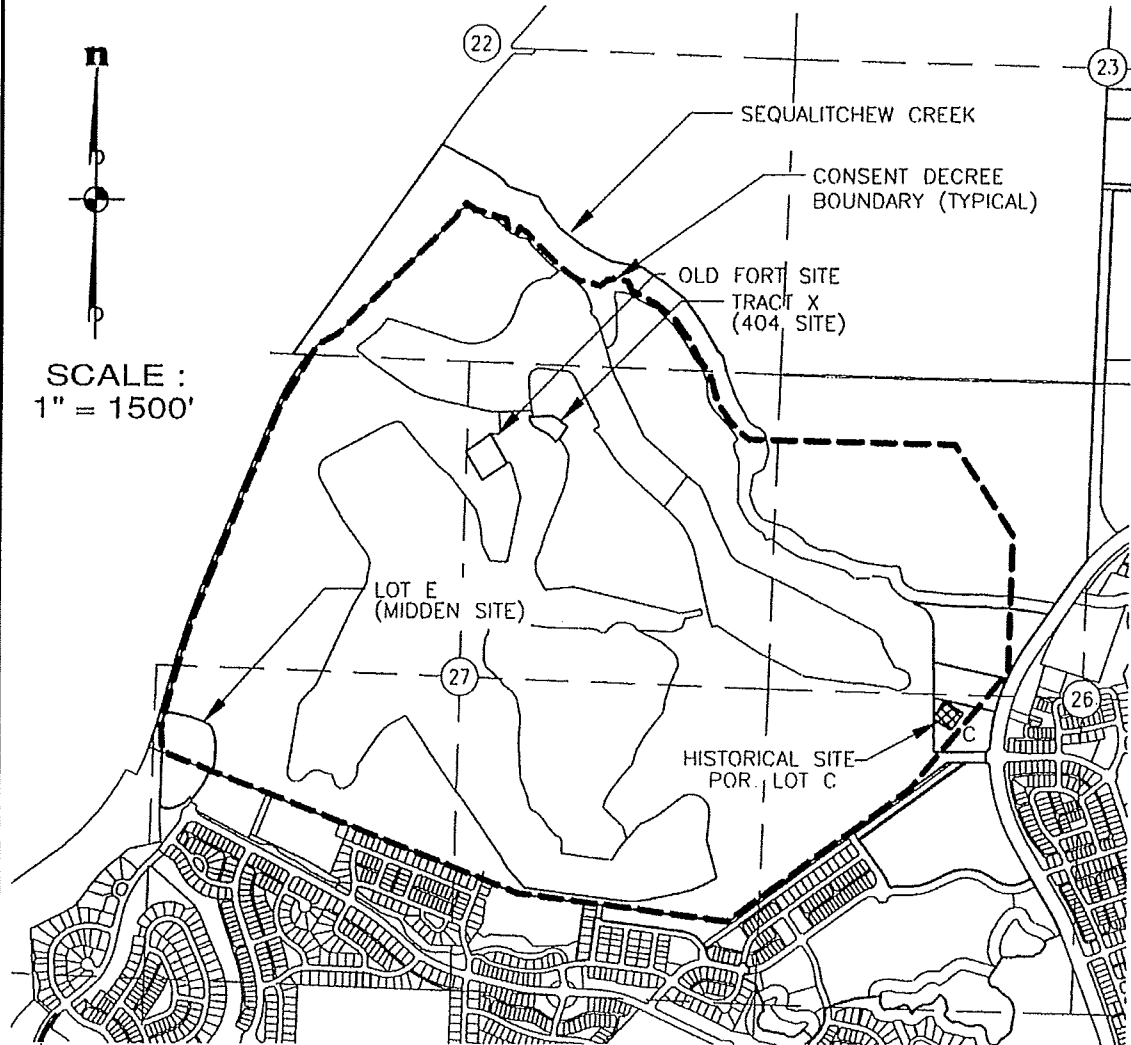 n
22
23
SEQUALITCHEW CREEK
CONSENT DECREE
BOUNDARY (TYPICAL)
OLD FORT SITE
TRACT X
(404 SITE)
SCALE :
1" = 1500'
LOT E
(MIDDEN SITE)
27
26
C
HISTORICAL SITE
POR. LOT C